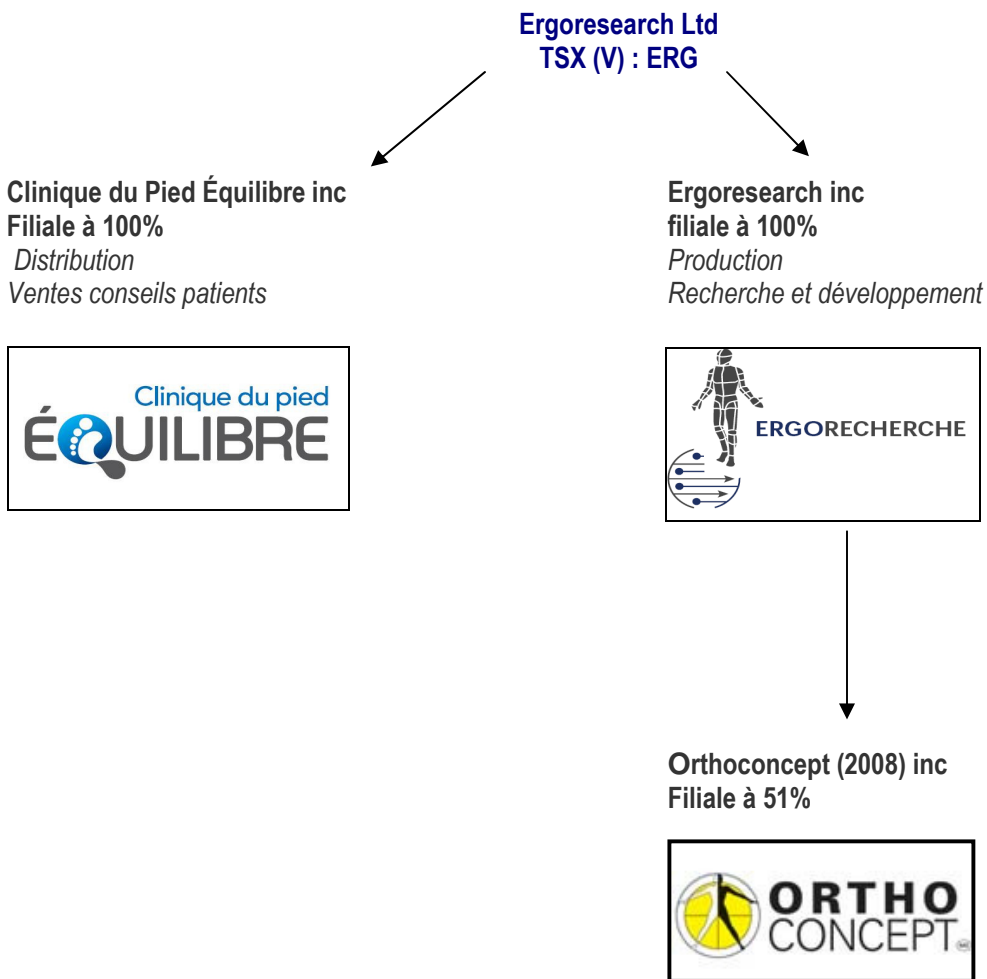 Ergoresearch Ltd
TSX (V) : ERG
Clinique du Pied Équilibre inc
Filiale à 100%
Distribution
Ventes conseils patients
Clinique du pied
ÉQUILIBRE
Ergoresearch inc
filiale à 100%
Production
Recherche et développement
ERGORECHERCHE
Orthoconcept (2008) inc
Filiale à 51%
ORTHO
CONCEPT